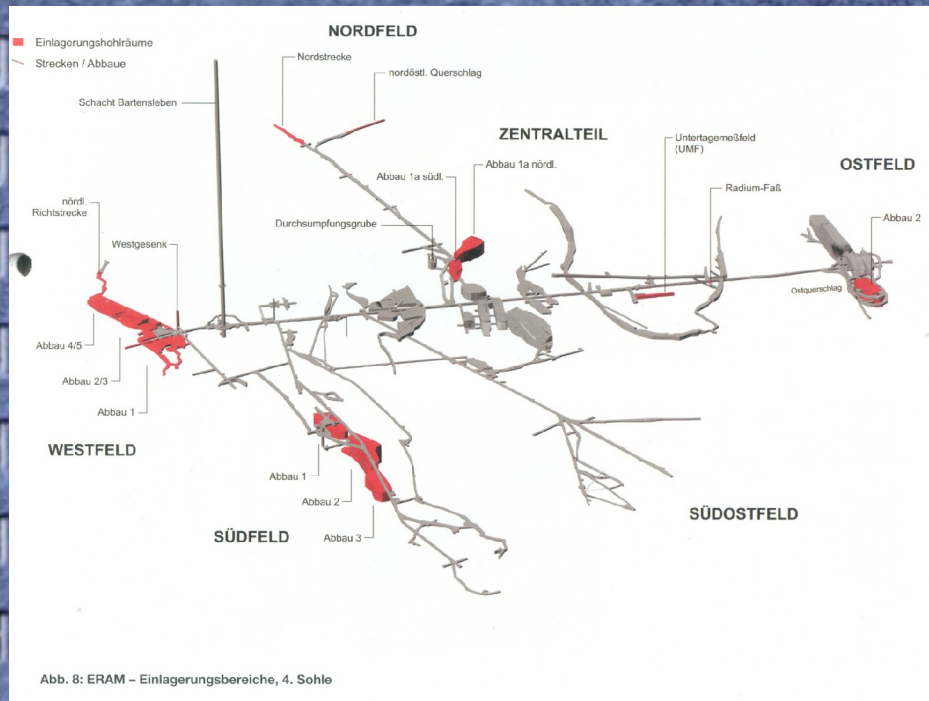 NORDFELD
Einlagerungshohlräume
Strecken / Abbaue
Nordstrecke
nordöstl. Querschlag
Schacht Bartensleben
ZENTRALTEIL
Untertagemeßfeld
(UMF)
OSTFELD
Abbau 1a nördl.
Abbau 1a südl.
Radium-Faß
nördl.
Richtstrecke
Westgesenk
Durchsumpfungsgrube
Abbau 2
Ostquerschlag
Abbau 4/5
Abbau 2/3
Abbau 1
WESTFELD
Abbau 1
Abbau 2
Abbau 3
SÜDFELD
SÜDOSTFELD
Abb. 8: ERAM – Einlagerungsbereiche, 4. Sohle